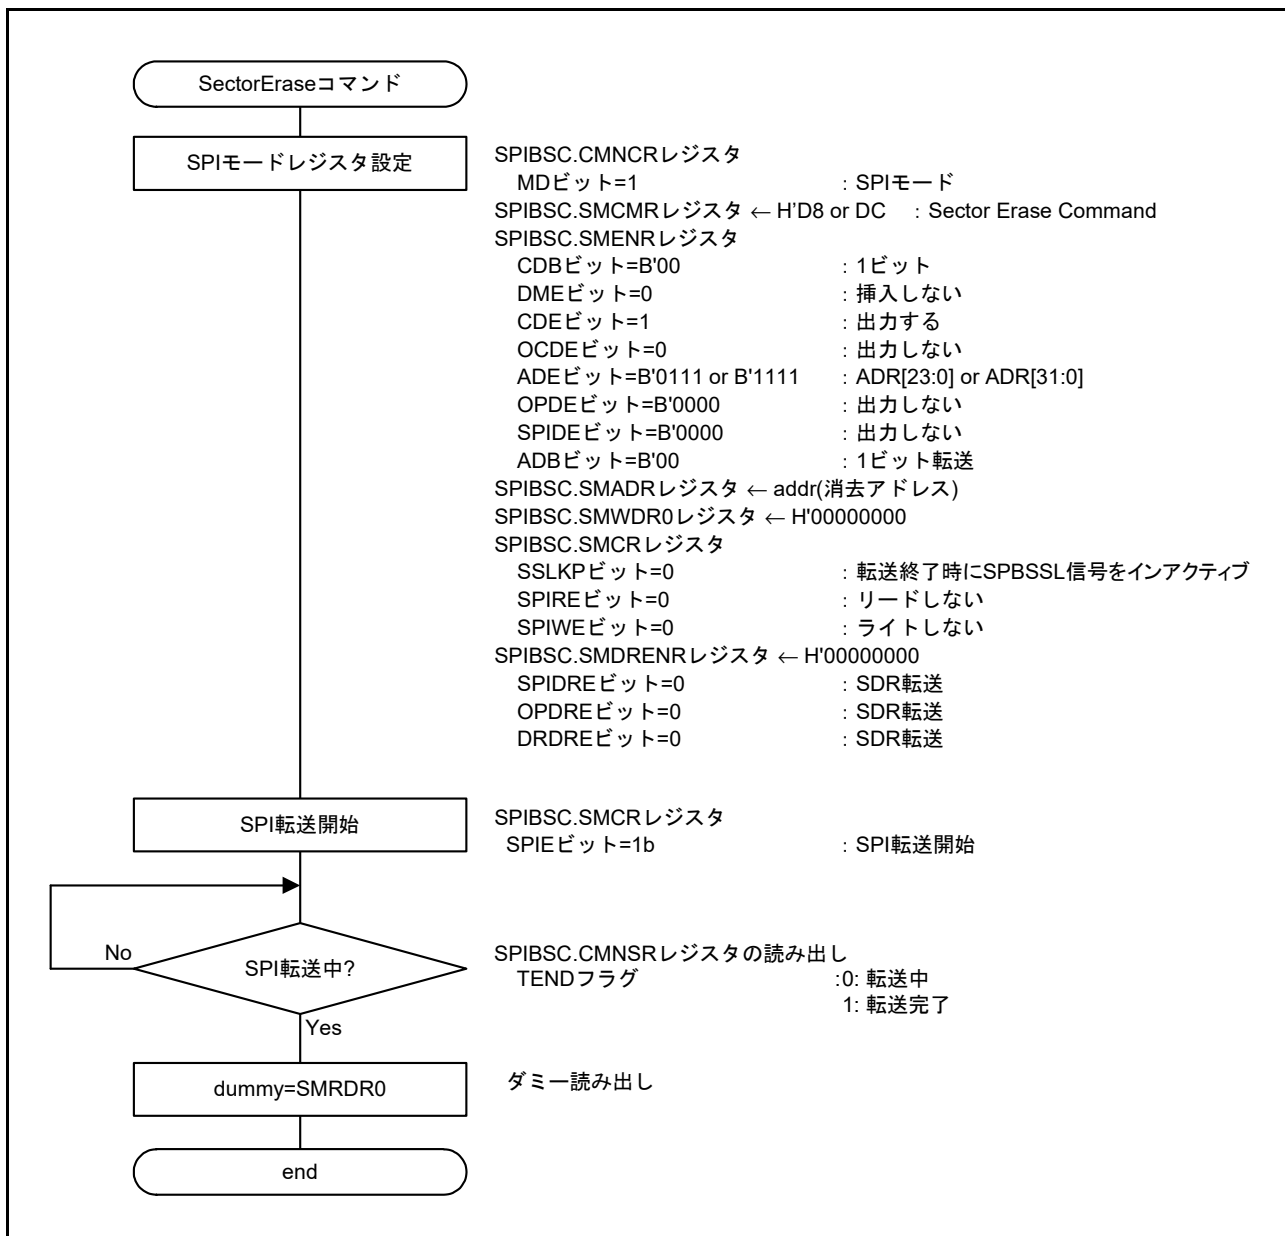 SectorEraseコマンド
SPIモードレジスタ設定
SPIBSC.CMNCRレジスタ
MDビット=1 : SPIモード
SPIBSC.SMCMRレジスタ ← H'D8 or DC : Sector Erase Command
SPIBSC.SMENRレジスタ
CDBビット=B'00 : 1ビット
DMEビット=0 : 挿入しない
CDEビット=1 : 出力する
OCDEビット=0 : 出力しない
ADEビット=B'0111 or B'1111 : ADR[23:0] or ADR[31:0]
OPDEビット=B'0000 : 出力しない
SPIDEビット=B'0000 : 出力しない
ADBビット=B'00 : 1ビット転送
SPIBSC.SMADRレジスタ ← addr(消去アドレス)
SPIBSC.SMWDR0レジスタ ← H'00000000
SPIBSC.SMCRレジスタ
SSLKPビット=0 : 転送終了時にSPBSSL信号をインアクティブ
SPIREビット=0 : リードしない
SPIWEビット=0 : ライトしない
SPIBSC.SMDRENRレジスタ ← H'00000000
SPIDREビット=0 : SDR転送
OPDREビット=0 : SDR転送
DRDREビット=0 : SDR転送
SPI転送開始
SPIBSC.SMCRレジスタ
SPIEビット=1b : SPI転送開始
No
SPI転送中?
SPIBSC.CMNSRレジスタの読み出し
TENDフラグ :0: 転送中
1: 転送完了
Yes
dummy=SMRDR0
ダミー読み出し
end